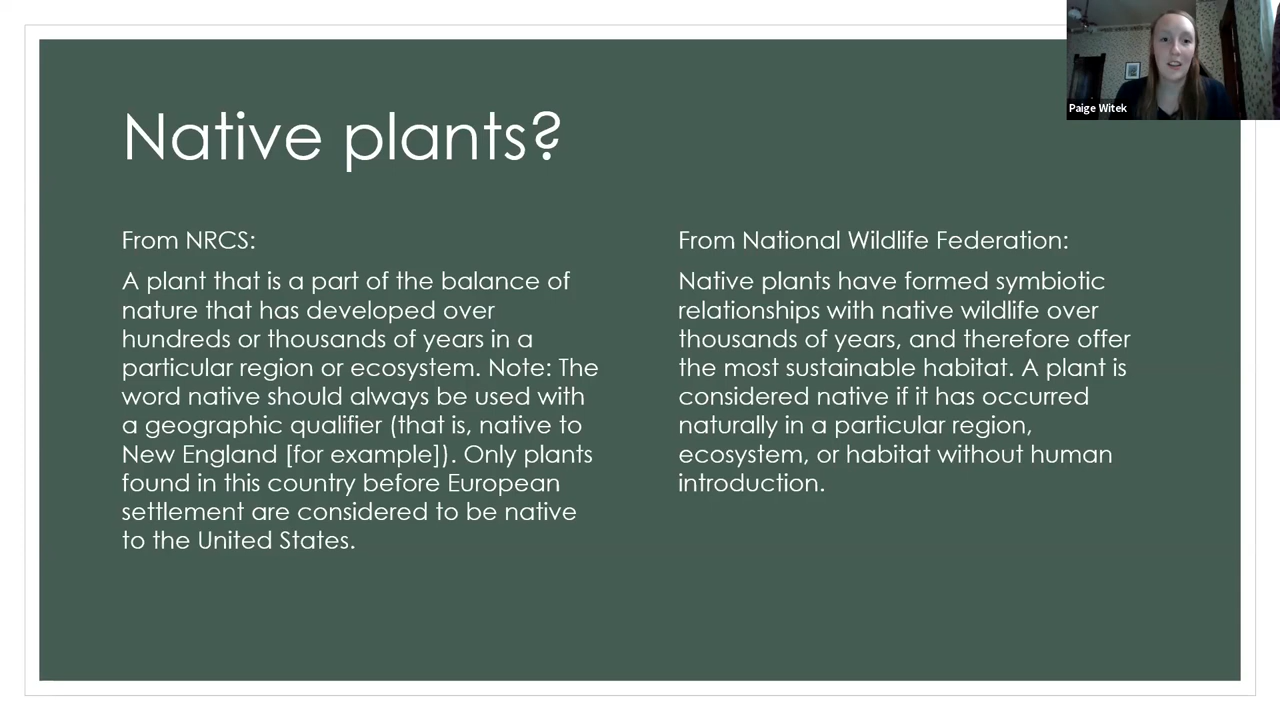 Native plants?
From NRCS:
A plant that is a part of the balance of
nature that has developed over
hundreds or thousands of years in a
particular region or ecosystem. Note: The
word native should always be used with
a geographic qualifier (that is, native to
New England [for example]). Only plants
found in this country before European
settlement are considered to be native
to the United States.
From National Wildlife Federation:
Native plants have formed symbiotic
relationships with native wildlife over
thousands of years, and therefore offer
the most sustainable habitat. A plant is
considered native if it has occurred
naturally in a particular region,
ecosystem, or habitat without human
introduction.
Paige Witek